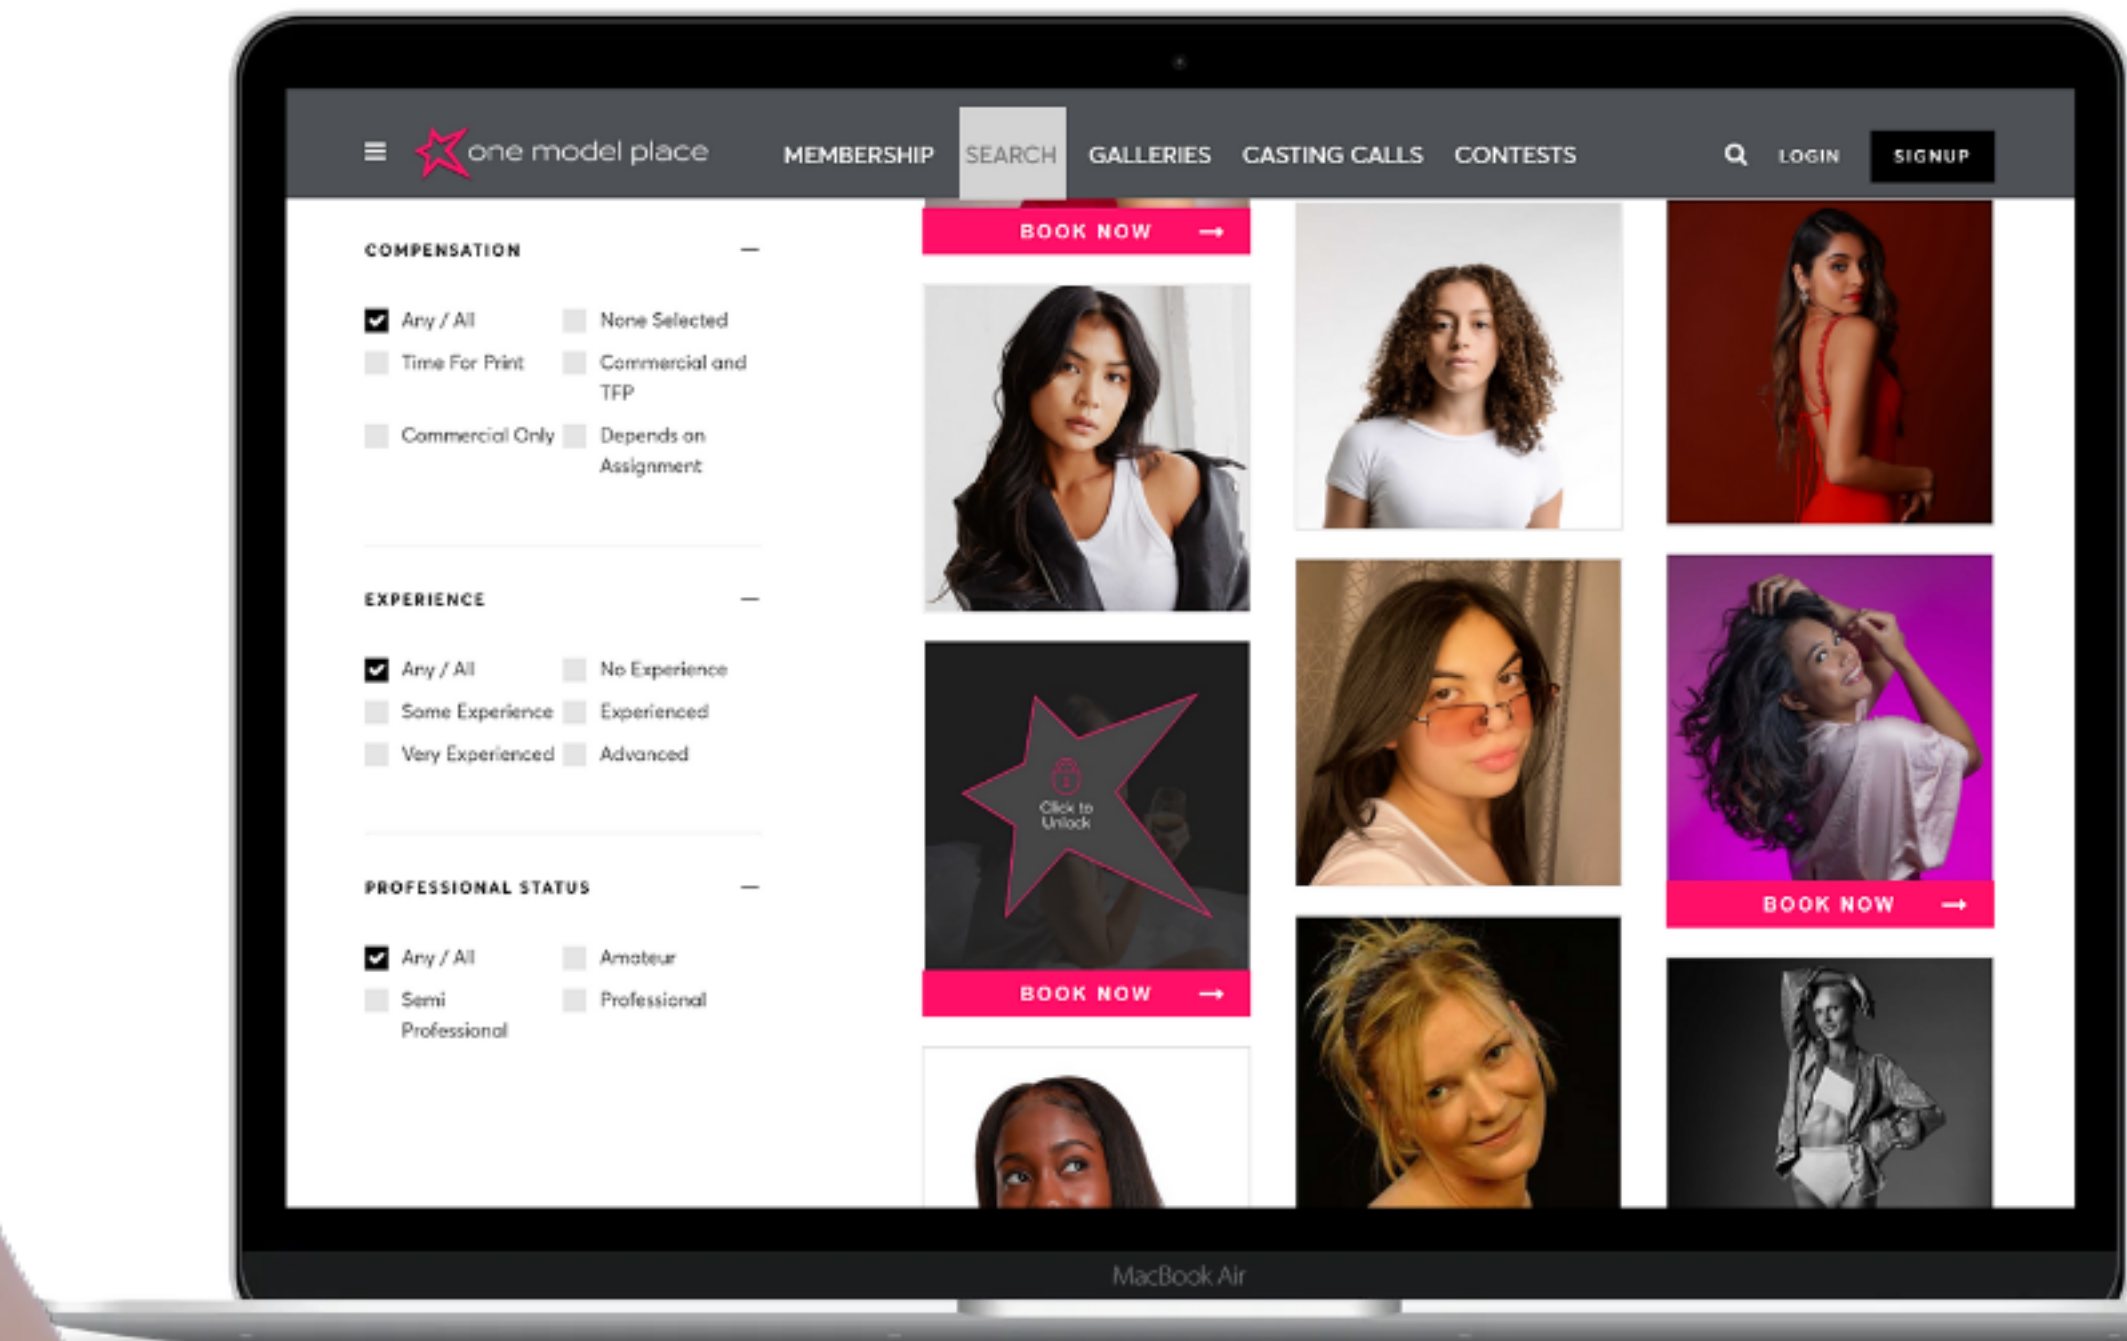 one model place
MEMBERSHIP
SEARCH
GALLERIES
CASTING CALLS
CONTESTS
LOGIN
SIGNUP
COMPENSATION
Any / All
None Selected
Time For Print
Commercial and
TFP
Commercial Only
Depends on
Assignment
EXPERIENCE
Any / All
No Experience
Some Experience
Experienced
Very Experienced
Advanced
PROFESSIONAL STATUS
Any / All
Amateur
Semi
Professional
Professional
BOOK NOW
Click to
Unlock
BOOK NOW
BOOK NOW
MacBook Air